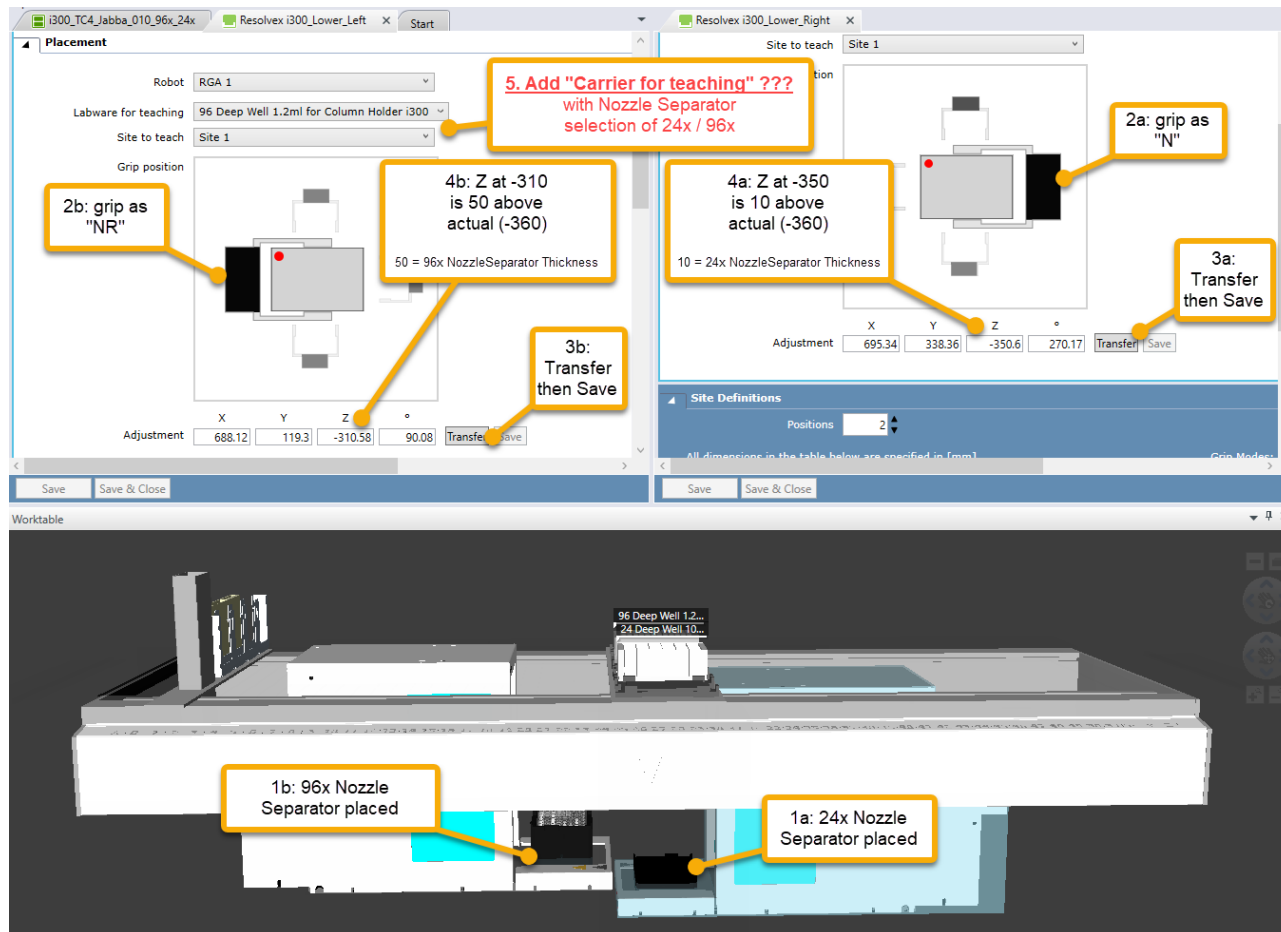 i300_TC4_Jabba_010_96x_24x
Resolvex i300_Lower_Left
Start
Placement
Robot
RGA 1
Labware for teaching
96 Deep Well 1.2ml for Column Holder i300
Site to teach
Site 1
Grip position
5. Add "Carrier for teaching" ???
with Nozzle Separator
selection of 24x / 96x
2b: grip as
"NR"
4b: Z at -310
is 50 above
actual (-360)
50 = 96x NozzleSeparator Thickness
3b:
Transfer
then Save
X Y Z °
Adjustment 688.12 119.3 -310.58 90.08 Transfer Save
Save Save & Close
Resolvex i300_Lower_Right
Site to teach
Site 1
tion
2a: grip as
"N"
4a: Z at -350
is 10 above
actual (-360)
10 = 24x NozzleSeparator Thickness
3a:
Transfer
then Save
X Y Z °
Adjustment 695.34 338.36 -350.6 270.17 Transfer Save
Site Definitions
Positions 2
All dimensions in the table below are specified in [mm]
Grip Modes:
Save Save & Close
Worktable
96 Deep Well 1.2...
24 Deep Well 10...
1b: 96x Nozzle
Separator placed
1a: 24x Nozzle
Separator placed